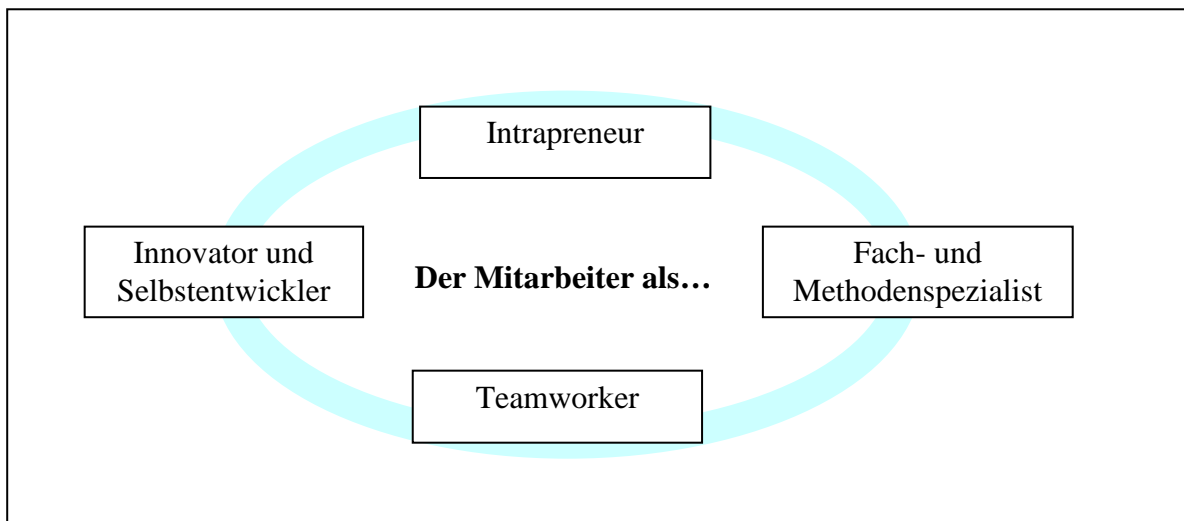 Intrapreneur
Innovator und
Selbstentwickler
Der Mitarbeiter als…
Fach- und
Methodenspezialist
Teamworker